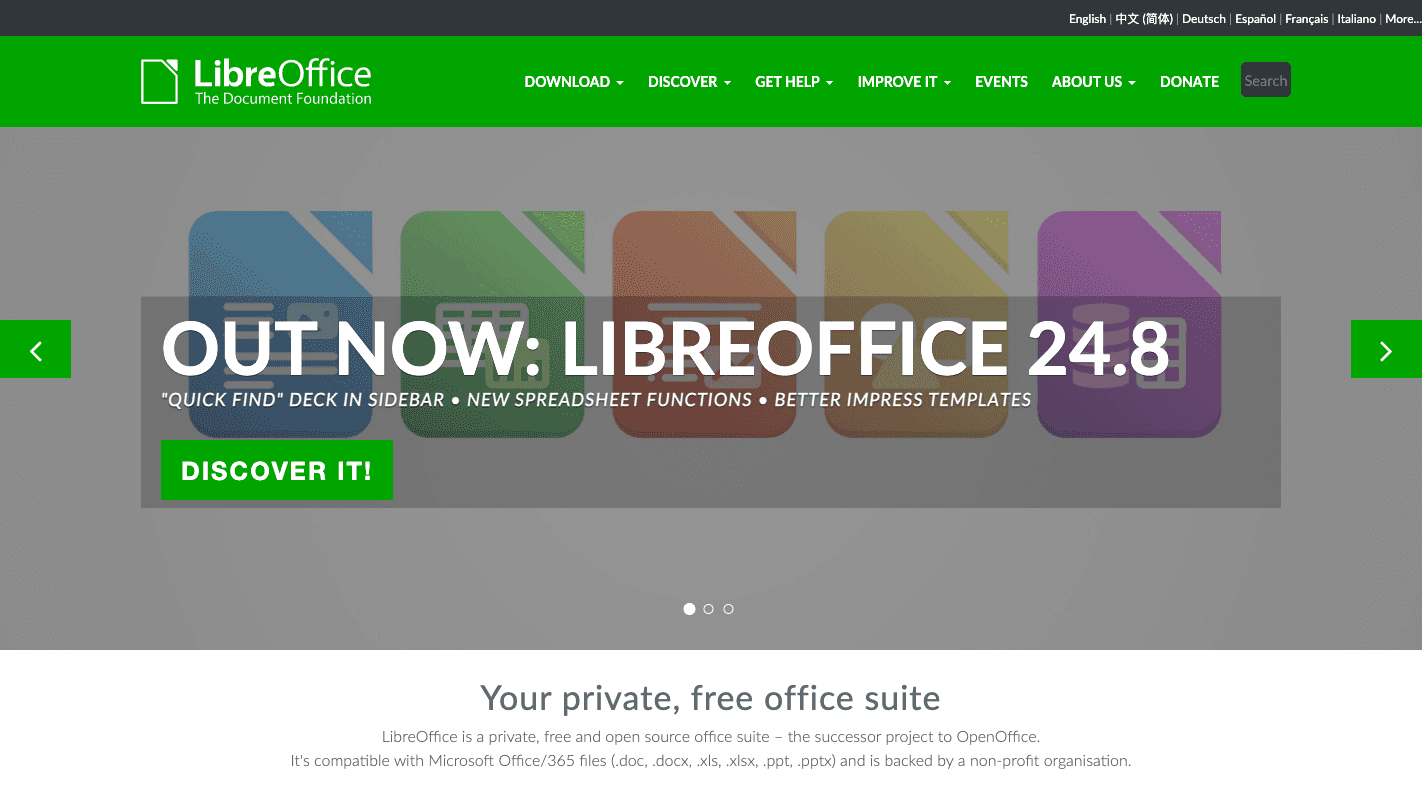 English | 中文 (简体) | Deutsch | Español | Français | Italiano | More...
LibreOffice
The Document Foundation
DOWNLOAD DISCOVER GET HELP IMPROVE IT EVENTS ABOUT US DONATE Search
OUT NOW: LIBREOFFICE 24.8
"QUICK FIND" DECK IN SIDEBAR • NEW SPREADSHEET FUNCTIONS • BETTER IMPRESS TEMPLATES
DISCOVER IT!
Your private, free office suite
LibreOffice is a private, free and open source office suite – the successor project to OpenOffice.
It's compatible with Microsoft Office/365 files (.doc, .docx, .xls, .xlsx, .ppt, .pptx) and is backed by a non-profit organisation.